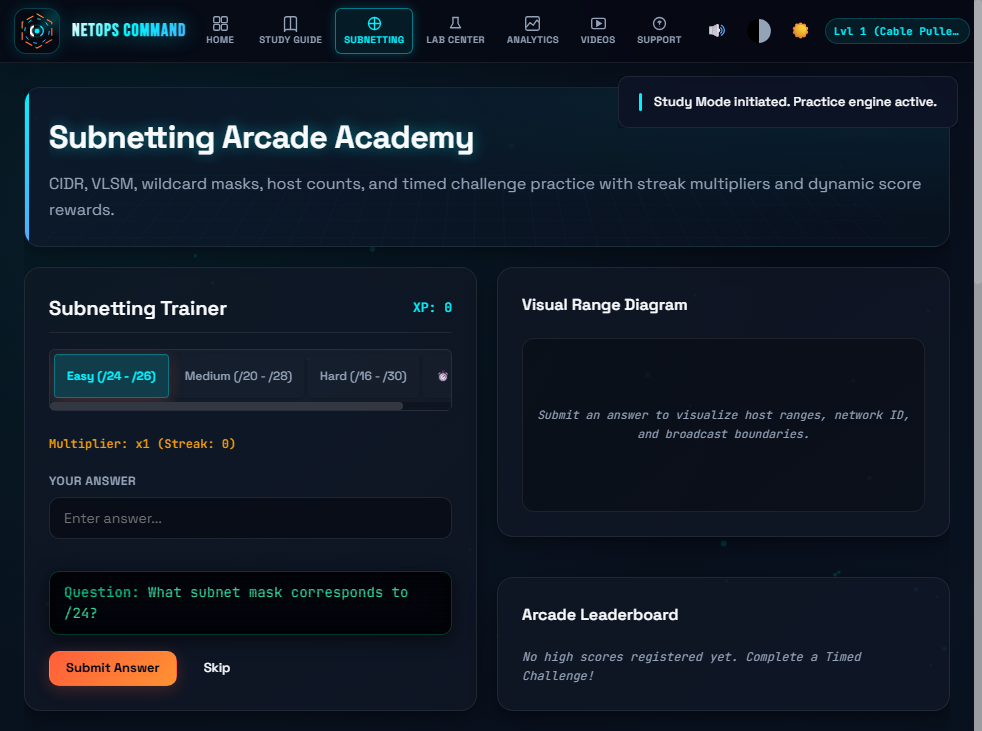 NETOPS COMMAND
HOME
STUDY GUIDE
SUBNETTING
LAB CENTER
ANALYTICS
VIDEOS
SUPPORT
Lvl 1 (Cable Pulle…
Study Mode initiated. Practice engine active.
Subnetting Arcade Academy
CIDR, VLSM, wildcard masks, host counts, and timed challenge practice with streak multipliers and dynamic score
rewards.
Subnetting Trainer
XP: 0
Easy (/24 - /26)
Medium (/20 - /28)
Hard (/16 - /30)
Multiplier: x1 (Streak: 0)
YOUR ANSWER
Enter answer...
Question: What subnet mask corresponds to
/24?
Submit Answer
Skip
Visual Range Diagram
Submit an answer to visualize host ranges, network ID,
and broadcast boundaries.
Arcade Leaderboard
No high scores registered yet. Complete a Timed
Challenge!